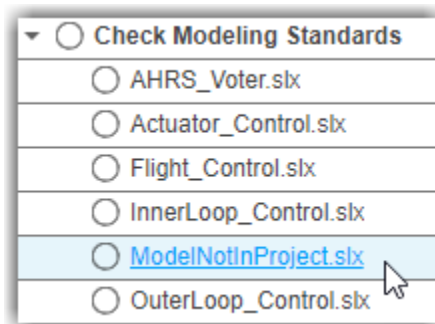 Check Modeling Standards
AHRS_Voter.slx
Actuator_Control.slx
Flight_Control.slx
InnerLoop_Control.slx
ModelNotInProject.slx
OuterLoop_Control.slx